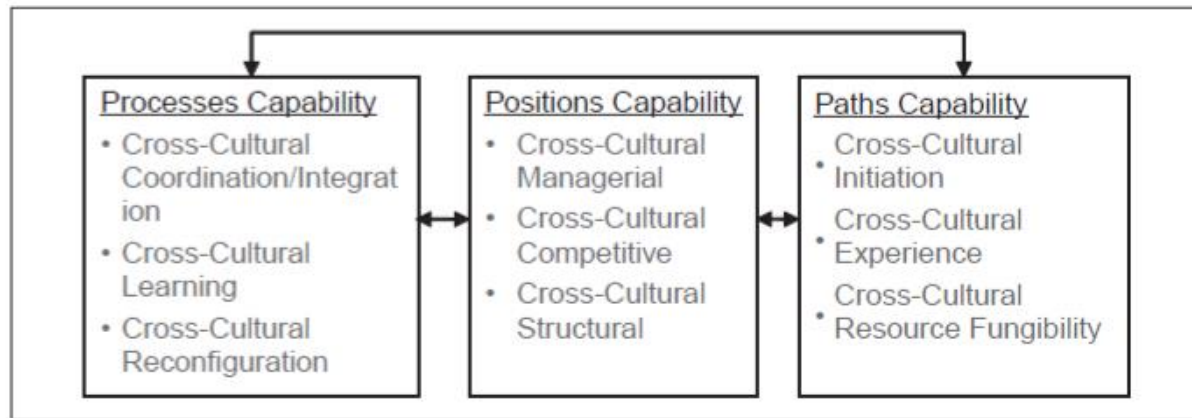 Processes Capability
• Cross-Cultural
Coordination/Integrat
ion
• Cross-Cultural
Learning
• Cross-Cultural
Reconfiguration
Positions Capability
• Cross-Cultural
Managerial
• Cross-Cultural
Competitive
• Cross-Cultural
Structural
Paths Capability
Cross-Cultural
• Initiation
Cross-Cultural
• Experience
Cross-Cultural
• Resource Fungibility